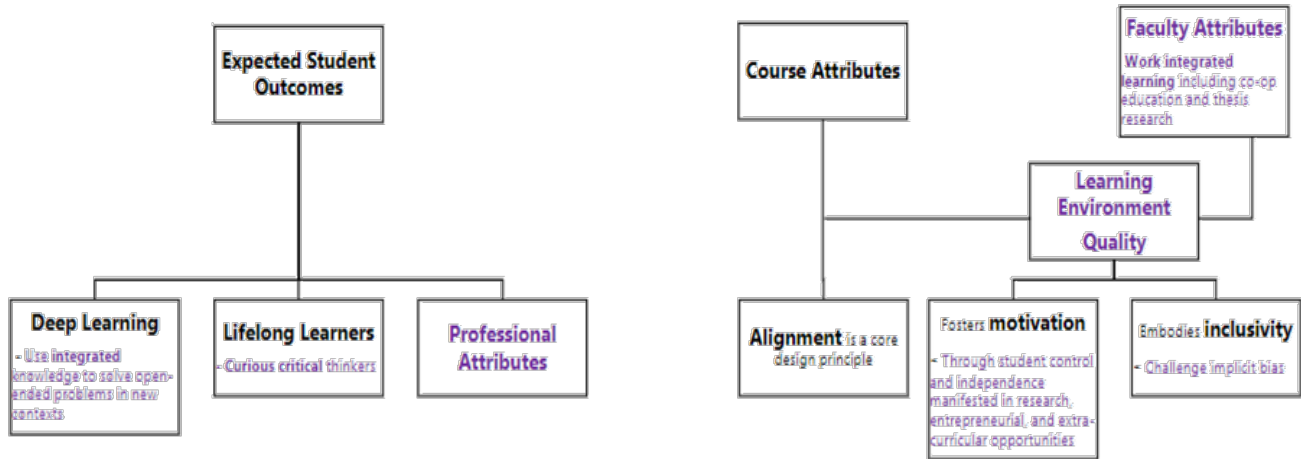 Expected Student
Outcomes
Deep Learning
- Use integrated
knowledge to solve open-
ended problems in new
contexts
Lifelong Learners
- Curious critical thinkers
Professional
Attributes
Course Attributes
Faculty Attributes
Work integrated
learning including co-op
education and thesis
research
Learning
Environment
Quality
Alignment is a core
design principle
Fosters motivation
- Through student control
and independence
manifested in research,
entrepreneurial, and extra-
curricular opportunities
Embodies inclusivity
- Challenge implicit bias